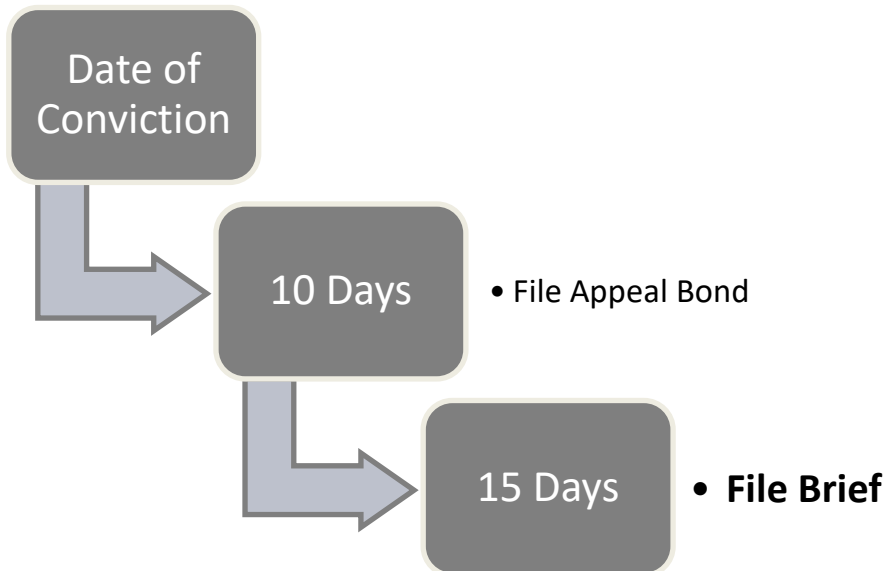 Date of
Conviction
10 Days
• File Appeal Bond
15 Days
• File Brief